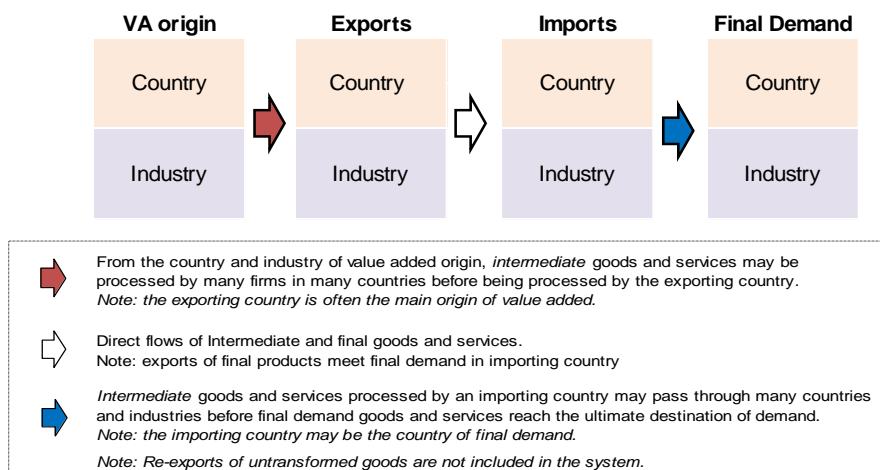 VA origin Exports Imports Final Demand
Country Country Country Country
Industry Industry Industry Industry
From the country and industry of value added origin, intermediate goods and services may be
processed by many firms in many countries before being processed by the exporting country.
Note: the exporting country is often the main origin of value added.
Direct flows of Intermediate and final goods and services.
Note: exports of final products meet final demand in importing country
Intermediate goods and services processed by an importing country may pass through many countries
and industries before final demand goods and services reach the ultimate destination of demand.
Note: the importing country may be the country of final demand.
Note: Re-exports of untransformed goods are not included in the system.